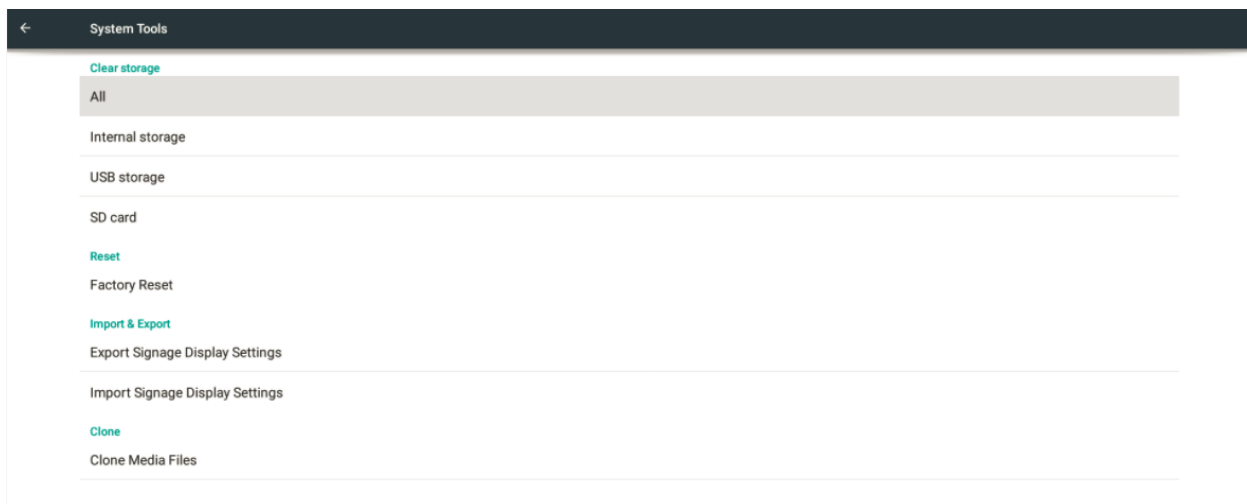 System Tools
Clear storage
All
Internal storage
USB storage
SD card
Reset
Factory Reset
Import & Export
Export Signage Display Settings
Import Signage Display Settings
Clone
Clone Media Files